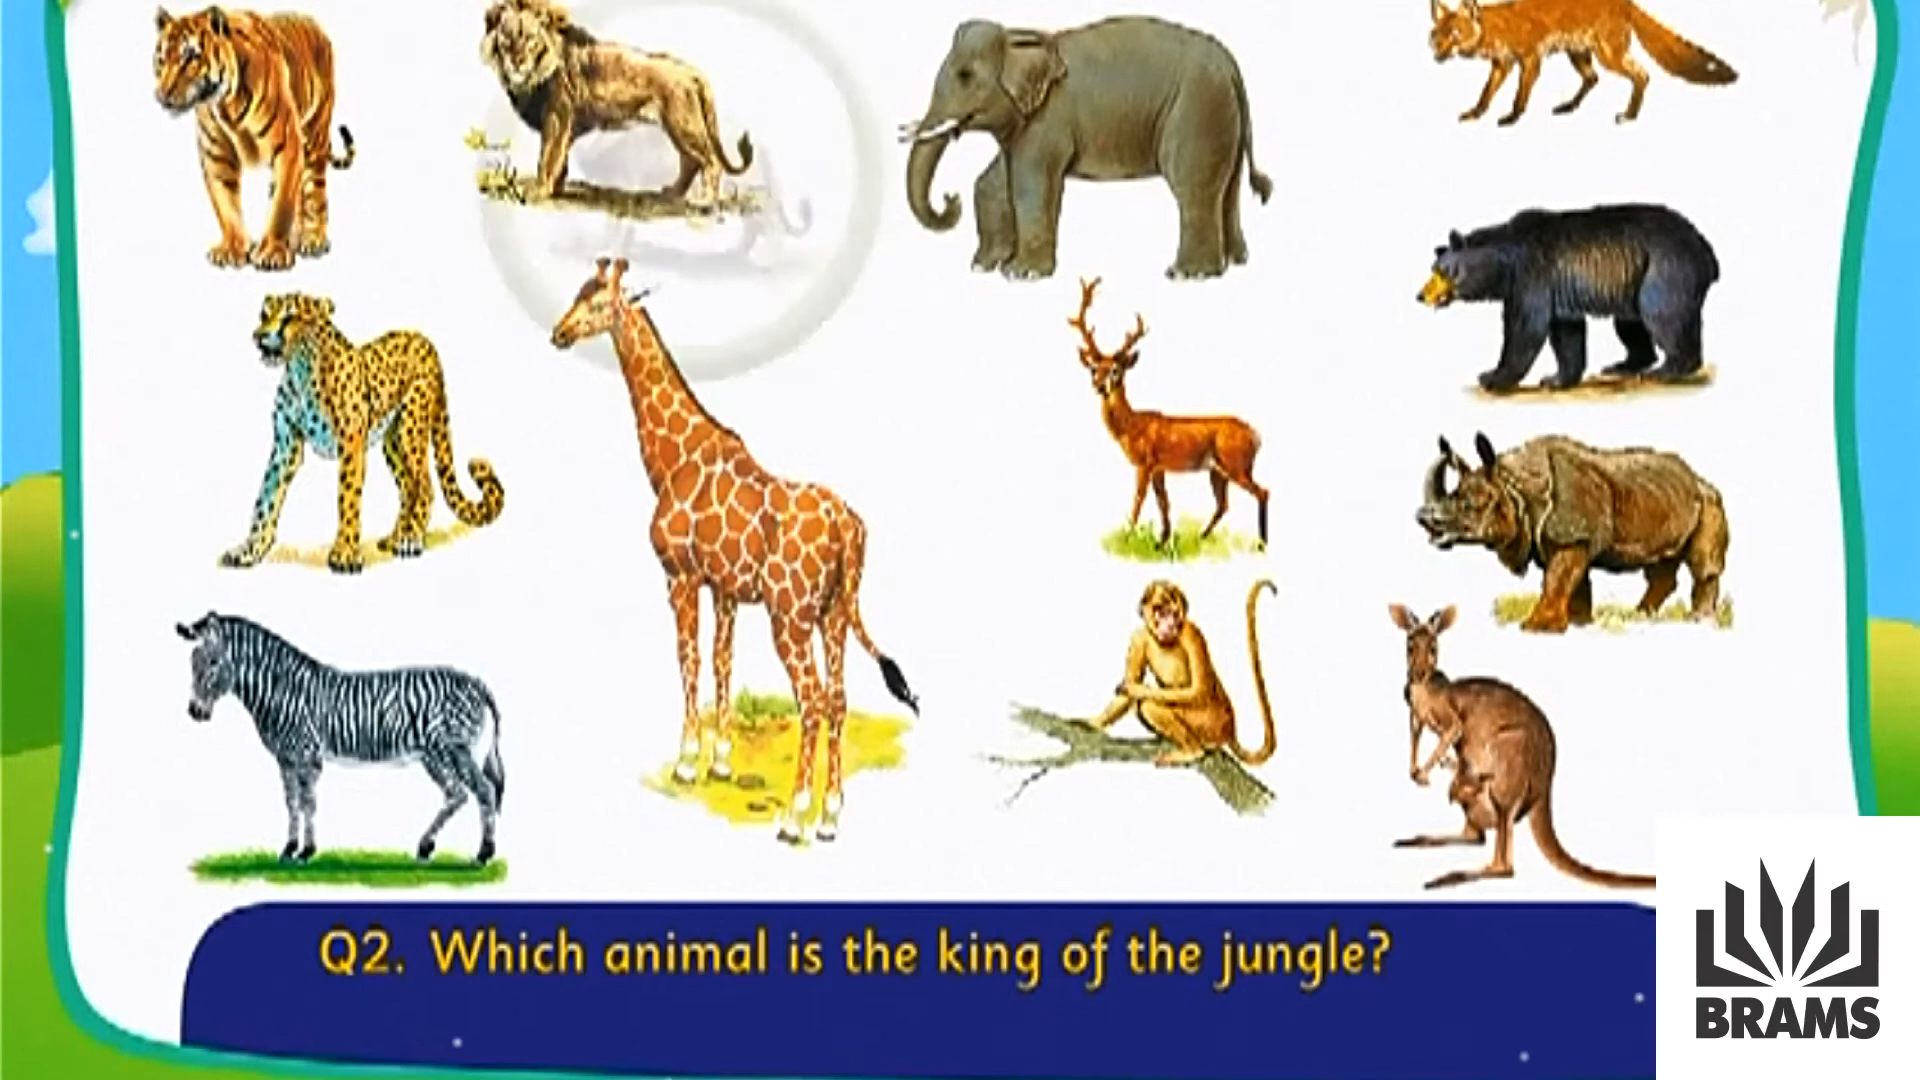 Q2. Which animal is the king of the jungle?
BRAMS